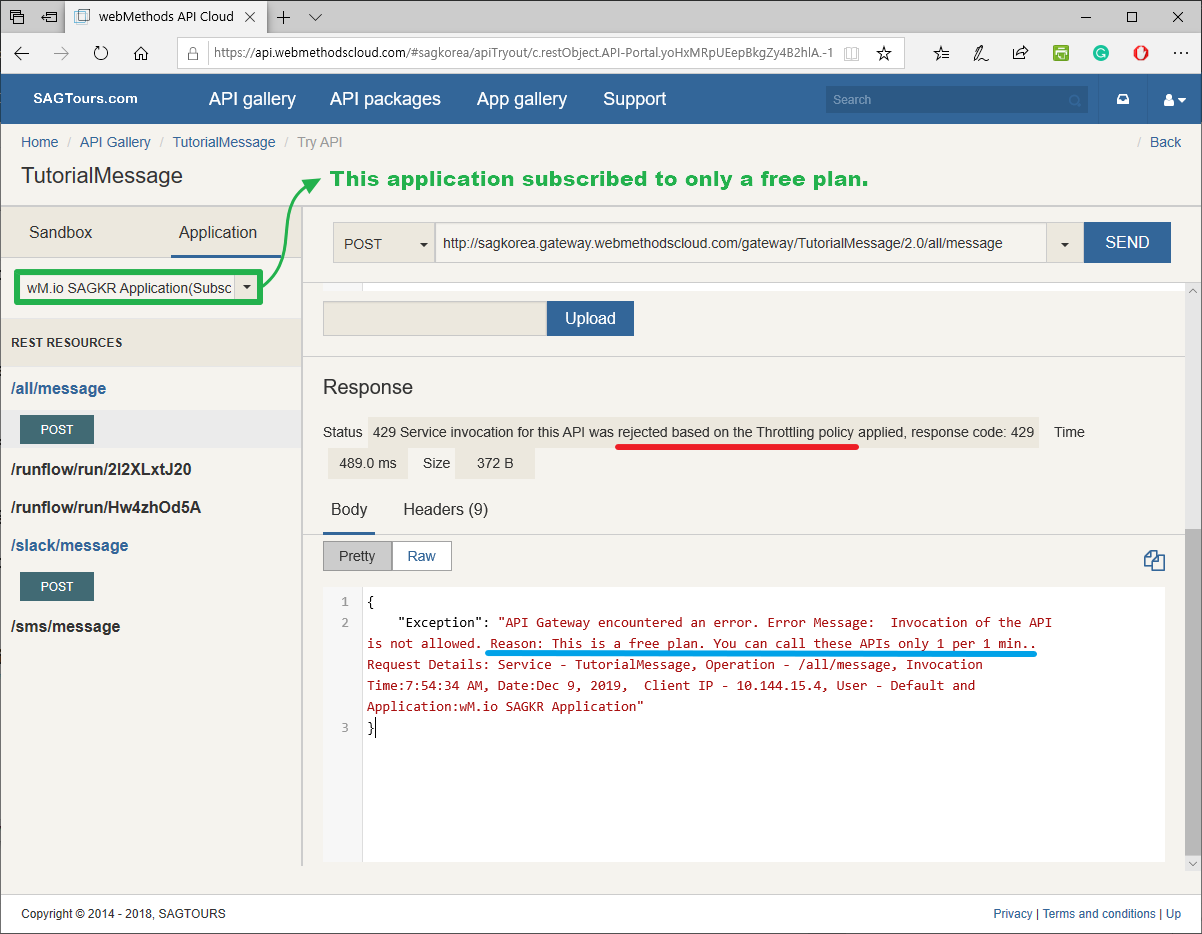 webMethods API Cloud
https://api.webmethodscloud.com/#sagkorea/apiTryout/c.restObject.API-Portal.yoHxMRpUEepBkgZy4B2hlA.-1
SAGTours.com API gallery API packages App gallery Support Search
Home / API Gallery / TutorialMessage / Try API / Back
TutorialMessage
This application subscribed to only a free plan.
Sandbox Application
wM.io SAGKR Application(Subsc
REST RESOURCES
/all/message
POST
/runflow/run/2I2XLxtJ20
/runflow/run/Hw4zhOd5A
/slack/message
POST
/sms/message
POST http://sagkorea.gateway.webmethodscloud.com/gateway/TutorialMessage/2.0/all/message SEND
Upload
Response
Status 429 Service invocation for this API was rejected based on the Throttling policy applied, response code: 429 Time
489.0 ms Size 372 B
Body Headers (9)
Pretty Raw
1 {
2 "Exception": "API Gateway encountered an error. Error Message:  Invocation of the API
is not allowed. Reason: This is a free plan. You can call these APIs only 1 per 1 min..
Request Details: Service - TutorialMessage, Operation - /all/message, Invocation
Time:7:54:34 AM, Date:Dec 9, 2019,  Client IP - 10.144.15.4, User - Default and
Application:wM.io SAGKR Application"
3 }
Copyright © 2014 - 2018, SAGTOURS Privacy | Terms and conditions | Up